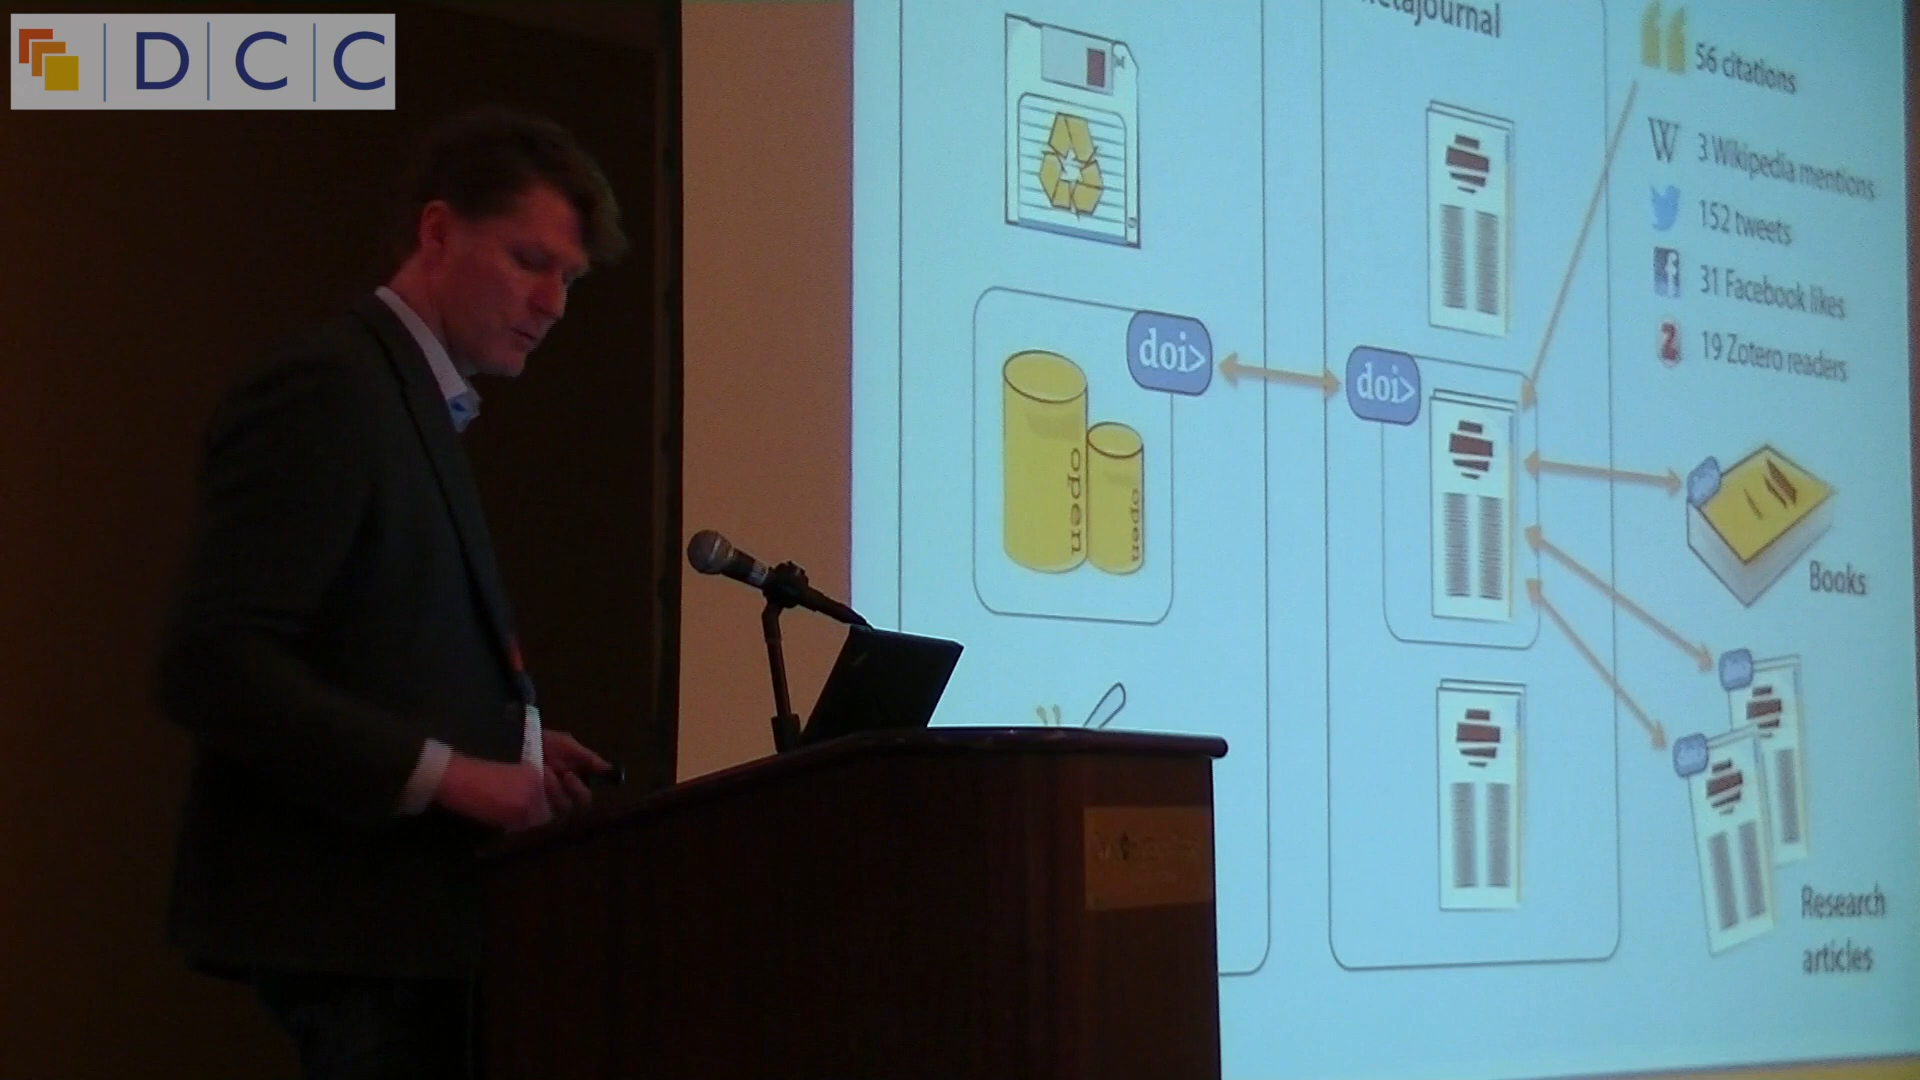 DCC
etajournal
56 citations
3 Wikipedia mentions
152 tweets
31 Facebook likes
19 Zotero readers
doi>
doi>
open
open
Books
Research
articles